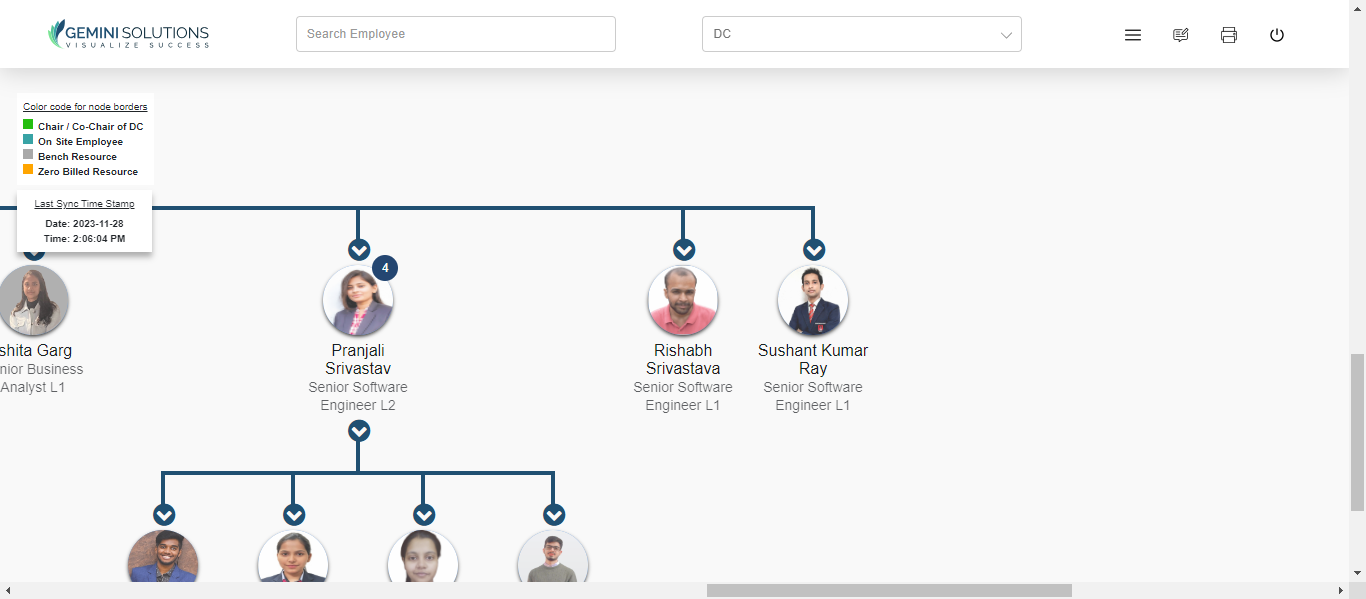 GEMINI SOLUTIONS
VISUALIZE SUCCESS
Search Employee
DC
Color code for node borders
Chair / Co-Chair of DC
On Site Employee
Bench Resource
Zero Billed Resource
Last Sync Time Stamp
Date: 2023-11-28
Time: 2:06:04 PM
4
shita Garg
nior Business
Analyst L1
Pranjali
Srivastav
Senior Software
Engineer L2
Rishabh
Srivastava
Senior Software
Engineer L1
Sushant Kumar
Ray
Senior Software
Engineer L1